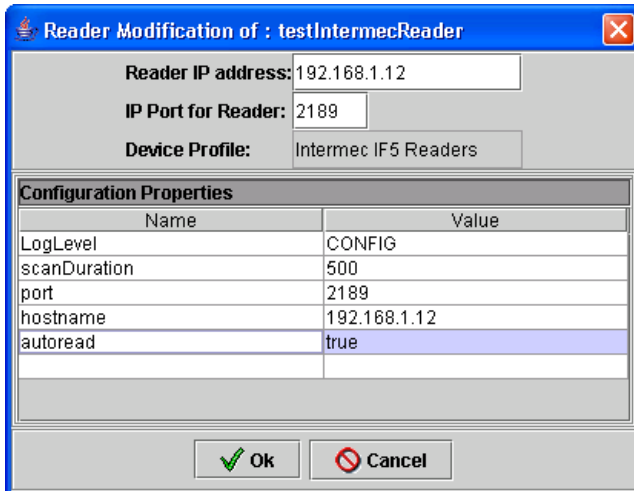 Reader Modification of : testIntermecReader
Reader IP address: 192.168.1.12
IP Port for Reader: 2189
Device Profile: Intermec IF5 Readers
Configuration Properties
Name Value
LogLevel CONFIG
scanDuration 500
port 2189
hostname 192.168.1.12
autoread true
Ok Cancel